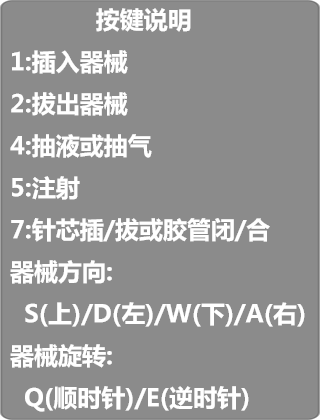 按键说明
1:插入器械
2:拔出器械
4:抽液或抽气
5:注射
7:针芯插/拔或胶管闭/合
器械方向:
S(上)/D(左)/W(下)/A(右)
器械旋转:
Q(顺时针)/E(逆时针)